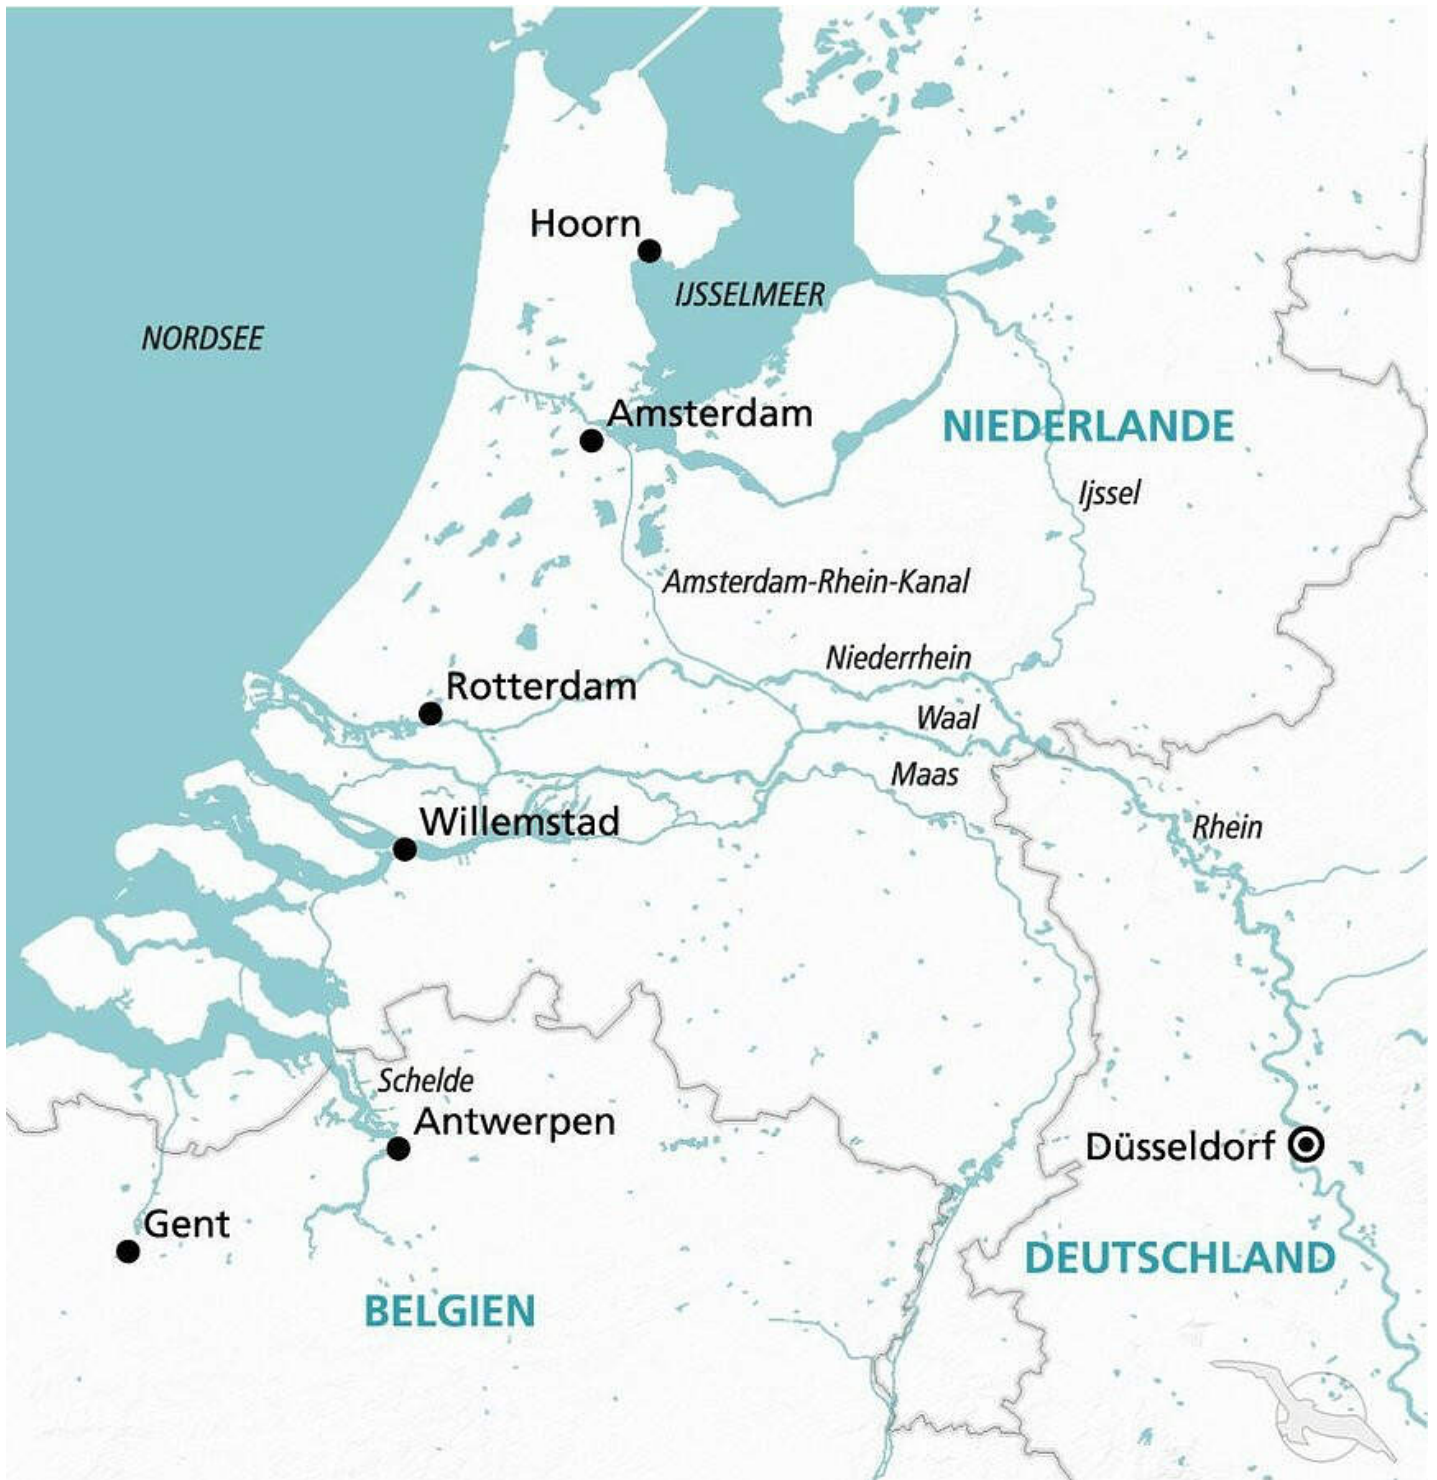 Hoorn
IJSSELMEER
NORDSEE
Amsterdam
NIEDERLANDE
Ijssel
Amsterdam-Rhein-Kanal
Niederrhein
Rotterdam
Waal
Maas
Willemstad
Rhein
Schelde
Antwerpen
Düsseldorf
Gent
DEUTSCHLAND
BELGIEN